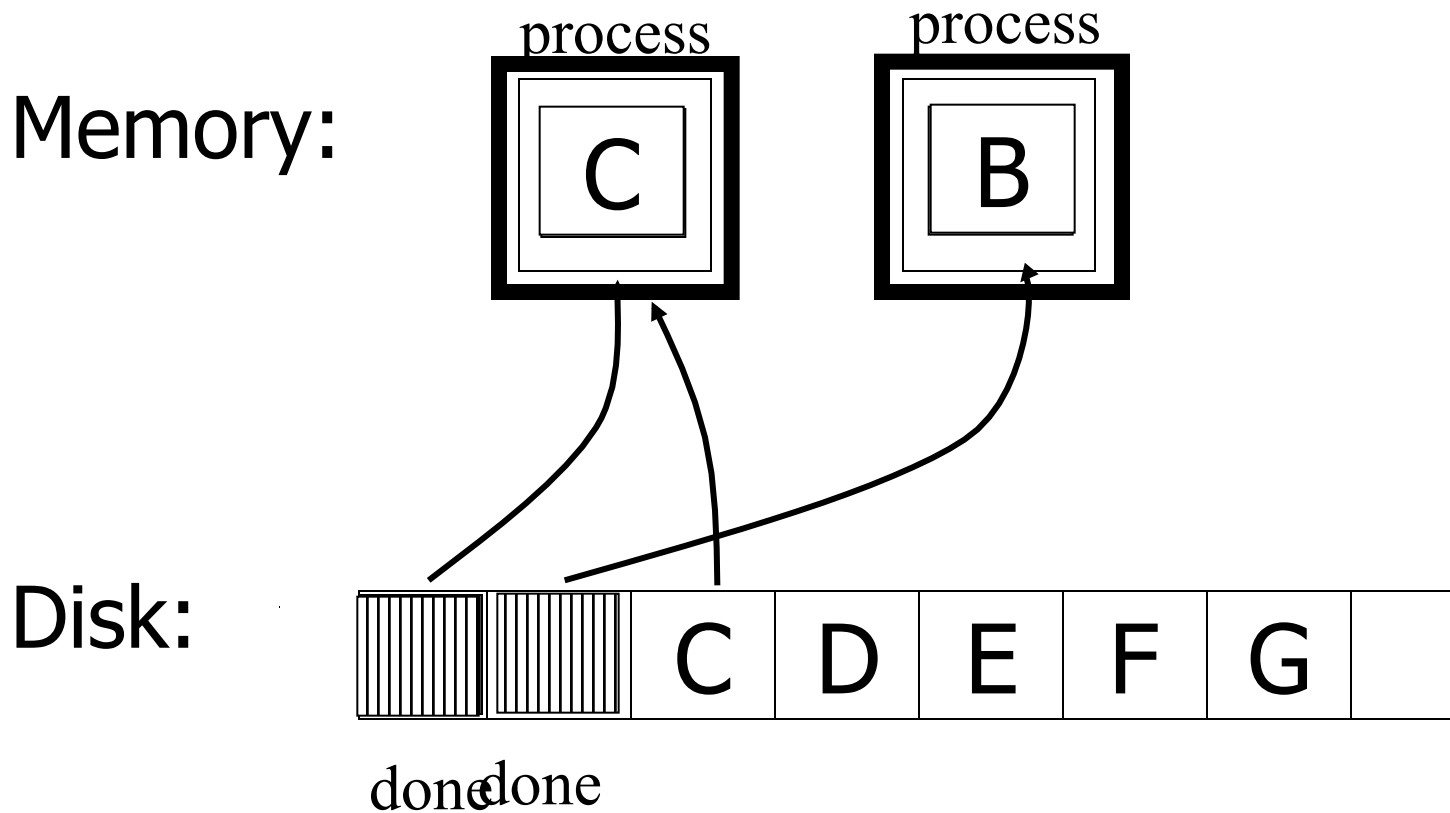 process process
Memory:
C B
Disk:
C D E F G
done done